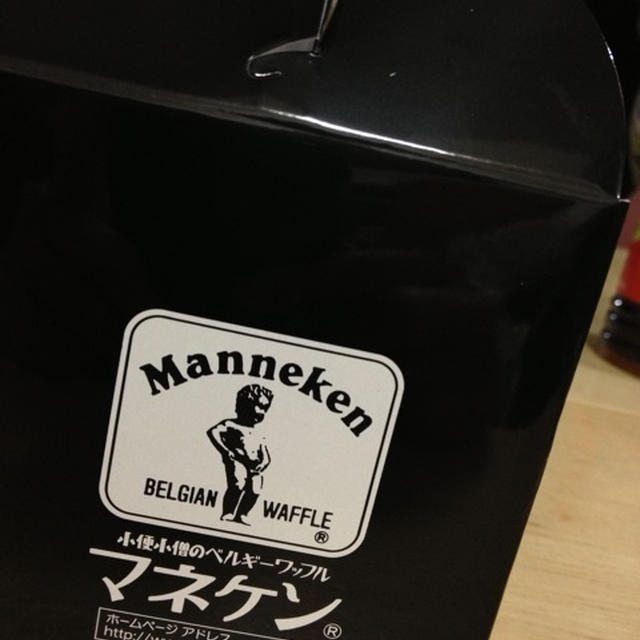 Manneken
BELGIAN WAFFLE
®
小便小僧のベルギーワッフル
マネケン®
ホームページ アドレス
http://w